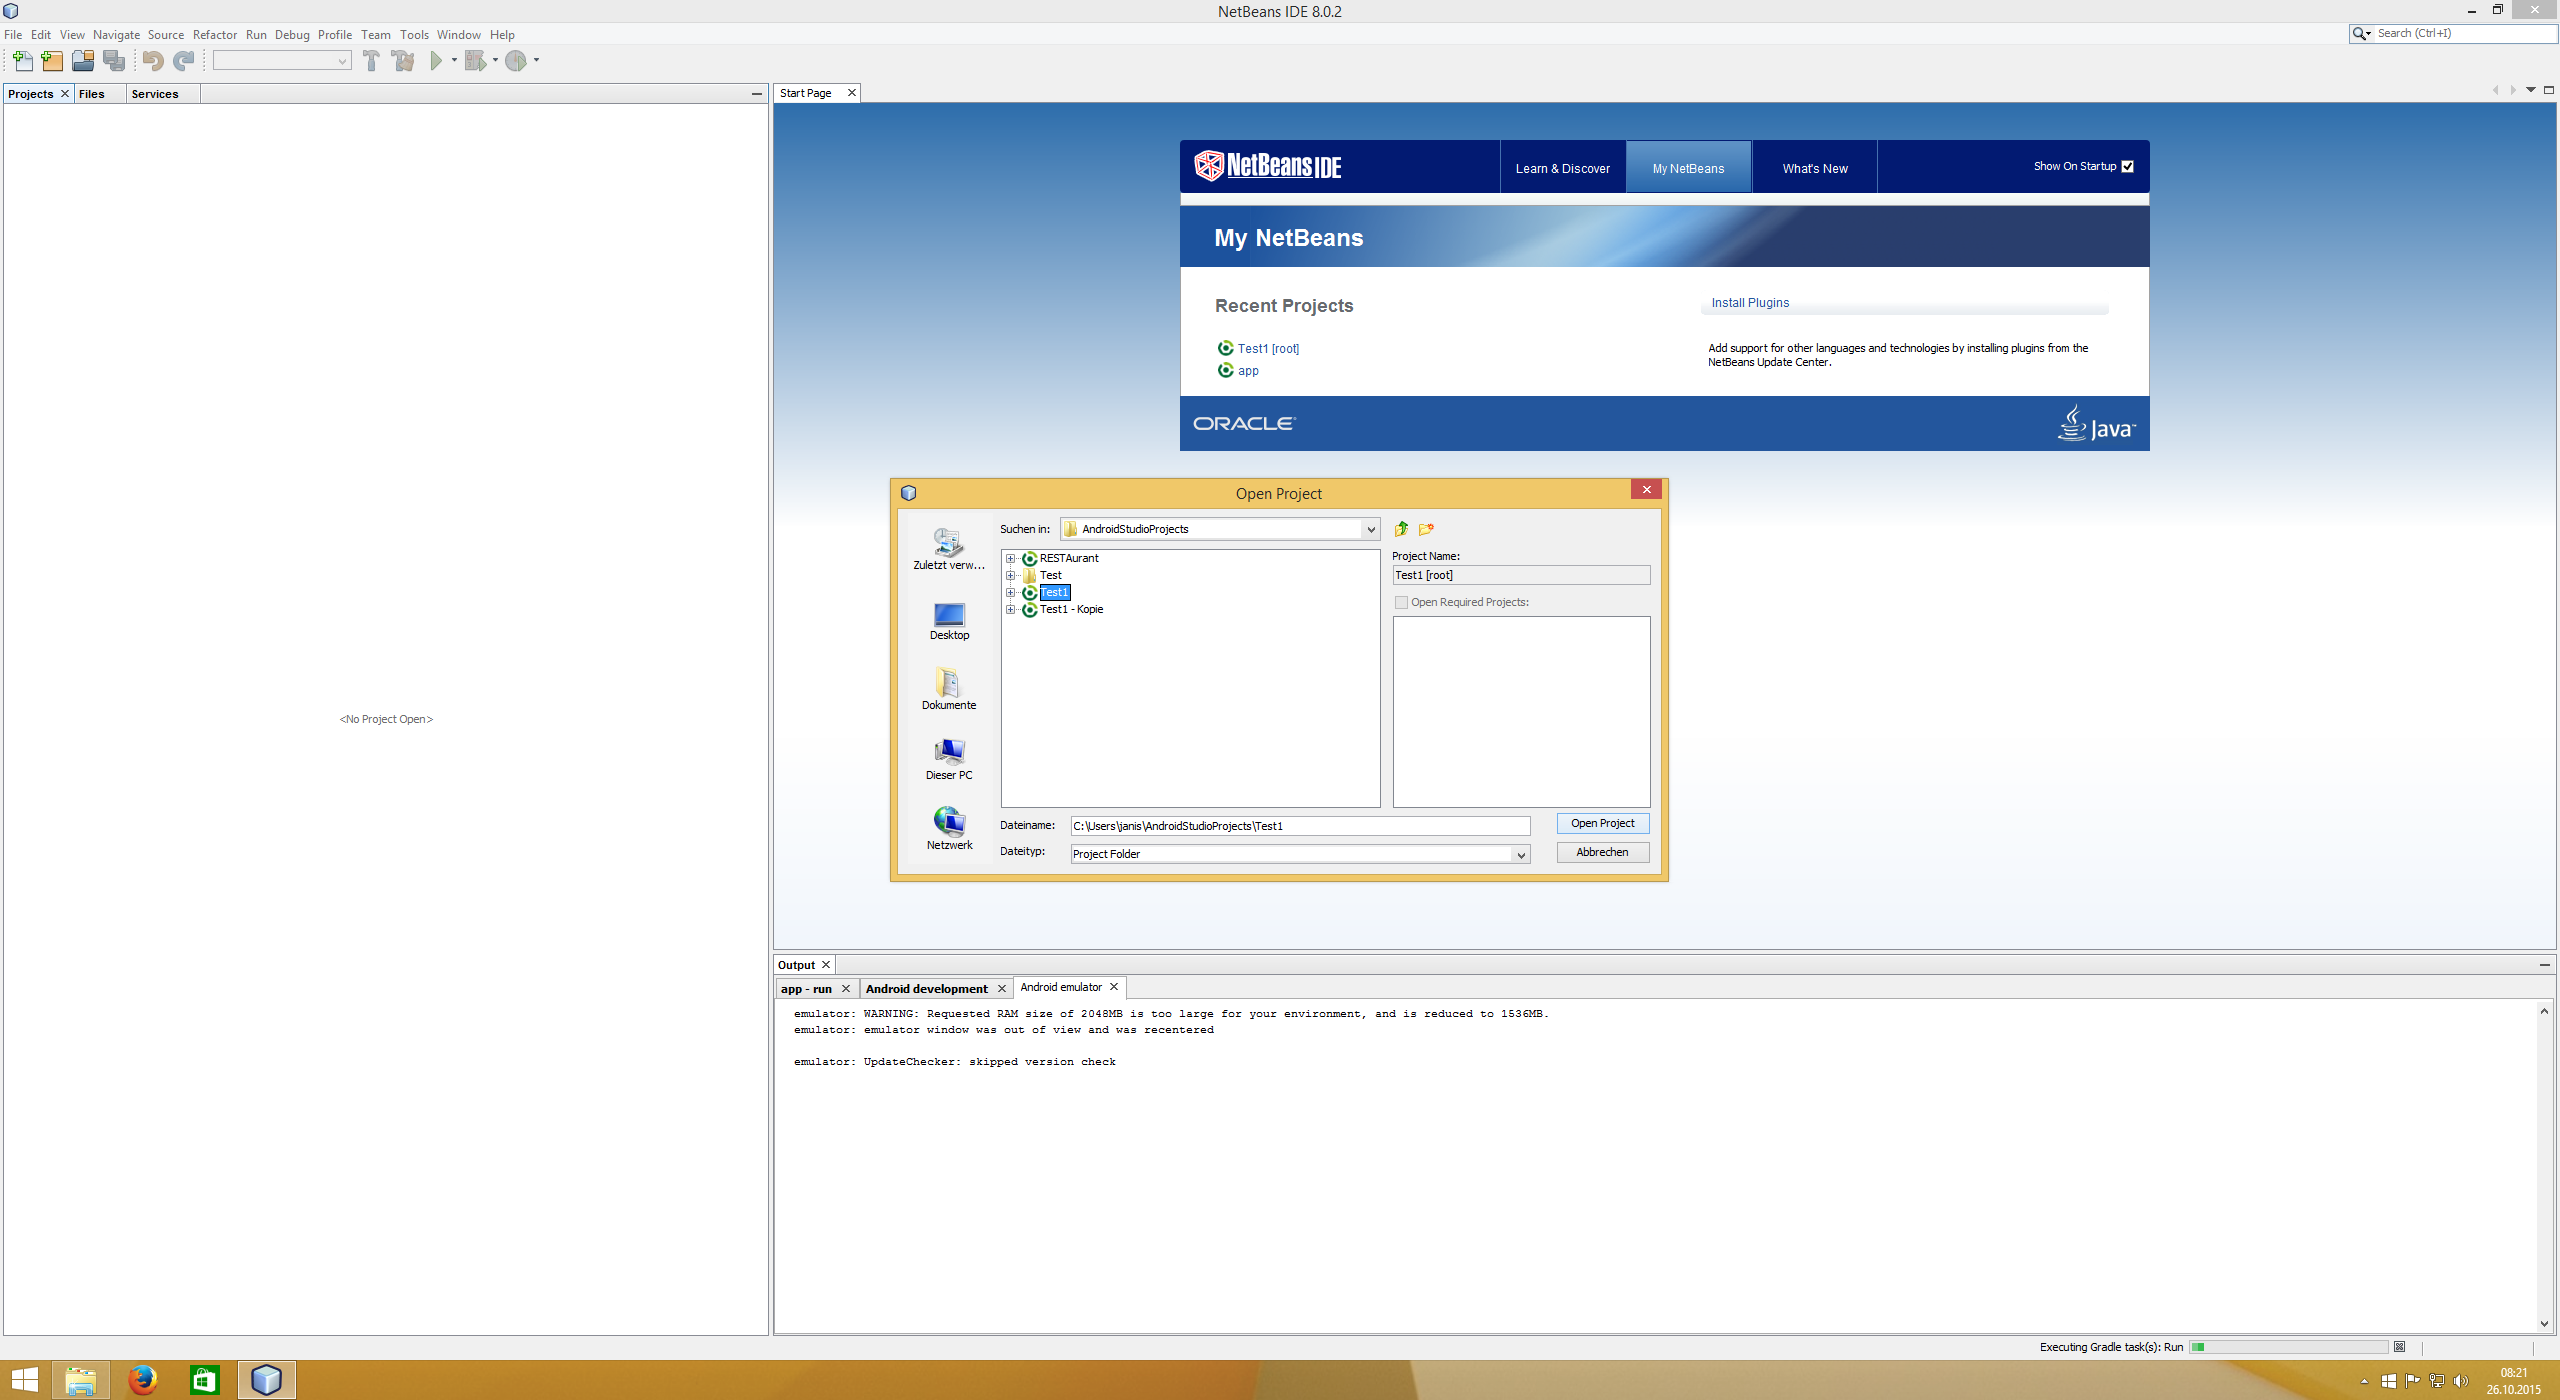 NetBeans IDE 8.0.2
File Edit View Navigate Source Refactor Run Debug Profile Team Tools Window Help
Search (Ctrl+I)
Projects Files Services
Start Page
NetBeans IDE
Learn & Discover
My NetBeans
What's New
Show On Startup
My NetBeans
Recent Projects
Test1 [root]
app
Install Plugins
Add support for other languages and technologies by installing plugins from the
NetBeans Update Center.
ORACLE
Java™
<No Project Open>
Open Project
Suchen in: AndroidStudioProjects
Zuletzt verw...
Desktop
Dokumente
Dieser PC
Netzwerk
RESTAurant
Test
Test1
Test1 - Kopie
Project Name:
Test1 [root]
Open Required Projects:
Dateiname: C:\Users\janis\AndroidStudioProjects\Test1
Dateityp: Project Folder
Open Project
Abbrechen
Output
app - run Android development Android emulator
emulator: WARNING: Requested RAM size of 2048MB is too large for your environment, and is reduced to 1536MB.
emulator: emulator window was out of view and was recentered
emulator: UpdateChecker: skipped version check
Executing Gradle task(s): Run
08:21
26.10.2015